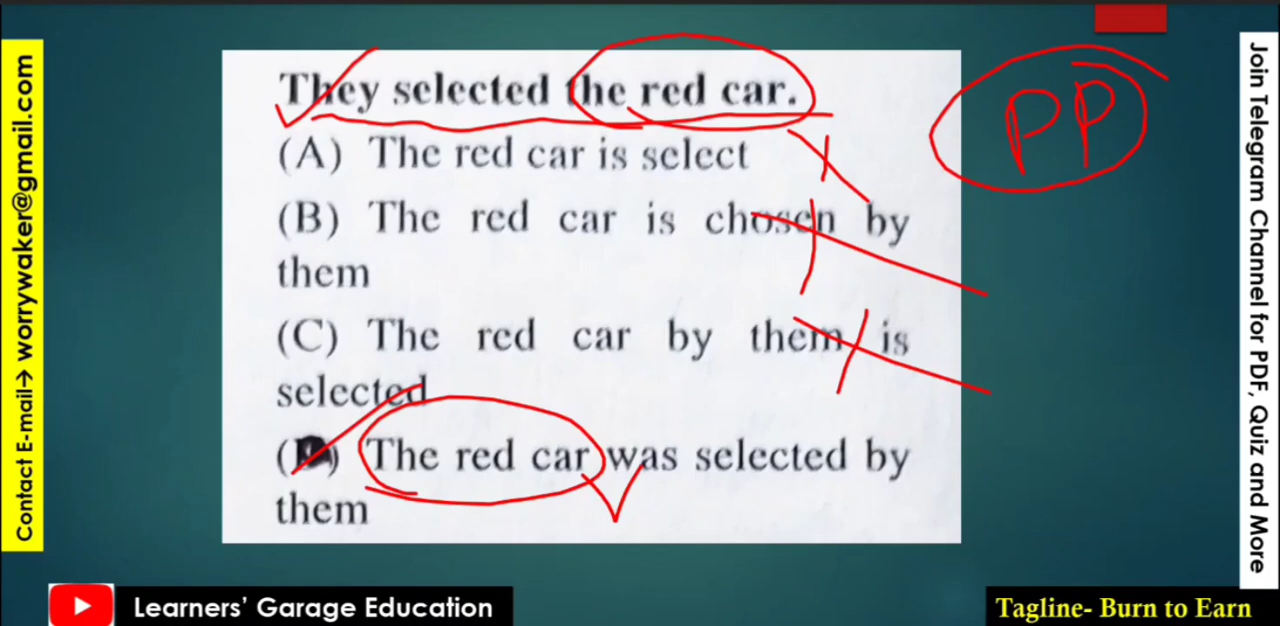 Contact E-mail→ worrywaker@gmail.com
They selected the red car.
(A) The red car is select
(B) The red car is chosen by
them
(C) The red car by them is
selected
(D) The red car was selected by
them
PP
Join Telegram Channel for PDF, Quiz and More
Learners' Garage Education
Tagline- Burn to Earn